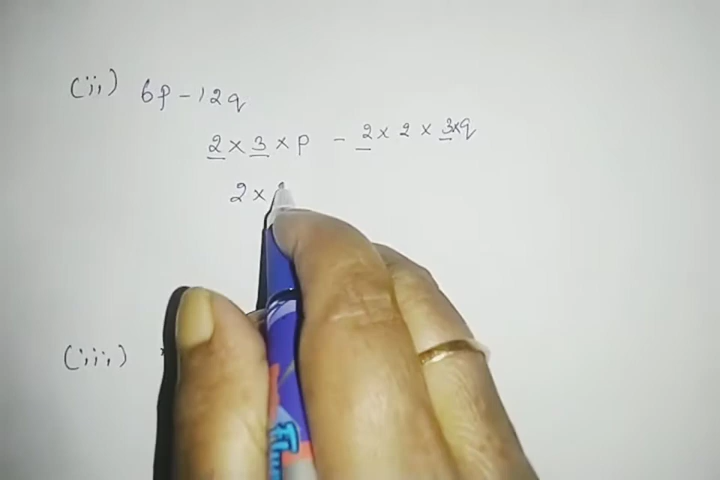 (ii) 6p - 12q
2 × 3 × p - 2 × 2 × 3 × q
2 ×
(iii)